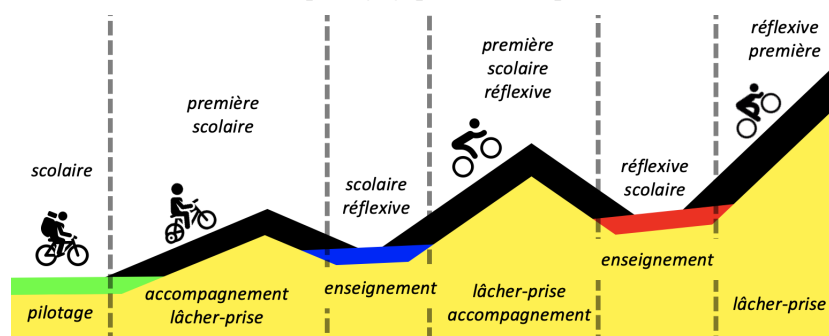 scolaire
pilotage
première
scolaire
accompagnement
lâcher-prise
scolaire
réflexive
enseignement
première
scolaire
réflexive
lâcher-prise
accompagnement
réflexive
scolaire
enseignement
réflexive
première
lâcher-prise